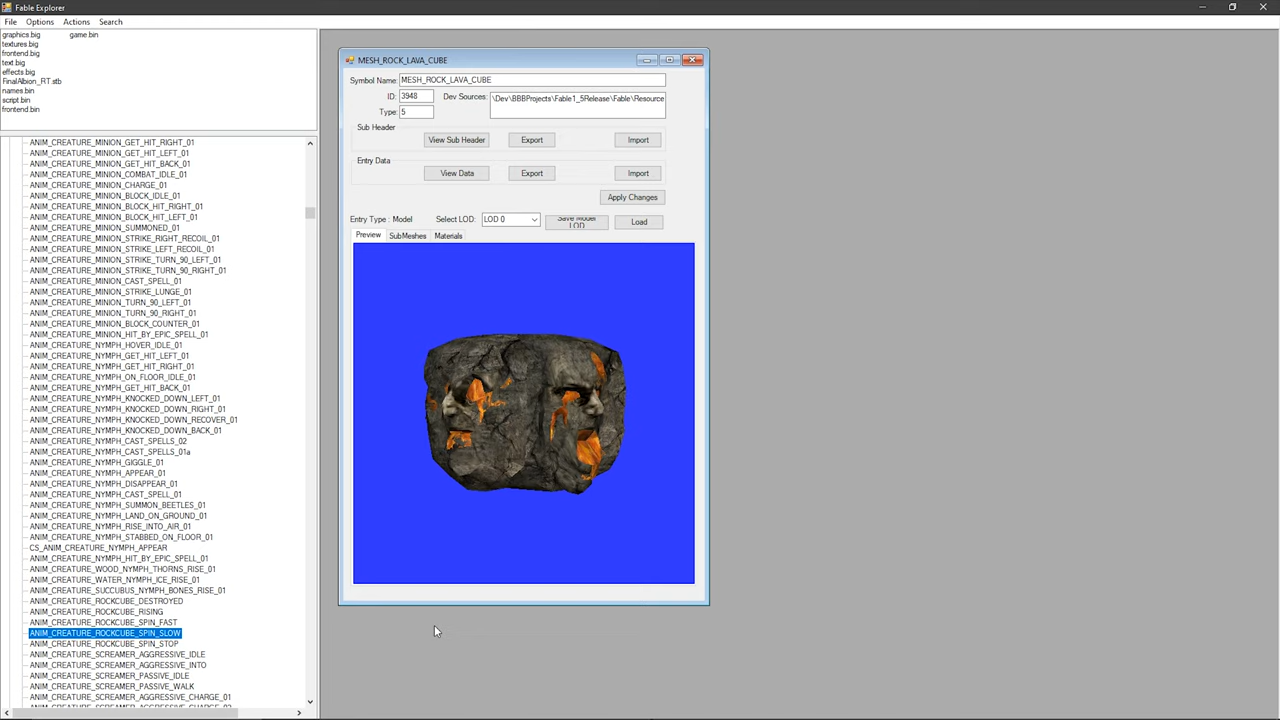 Fable Explorer
File Options Actions Search
graphics.big game.bin
textures.big
frontend.big
text.big
effects.big
FinalAlbion_RT.stb
names.bin
script.bin
frontend.bin
ANIM_CREATURE_MINION_GET_HIT_RIGHT_01
ANIM_CREATURE_MINION_GET_HIT_LEFT_01
ANIM_CREATURE_MINION_GET_HIT_BACK_01
ANIM_CREATURE_MINION_COMBAT_IDLE_01
ANIM_CREATURE_MINION_CHARGE_01
ANIM_CREATURE_MINION_BLOCK_IDLE_01
ANIM_CREATURE_MINION_BLOCK_HIT_RIGHT_01
ANIM_CREATURE_MINION_BLOCK_HIT_LEFT_01
ANIM_CREATURE_MINION_SUMMONED_01
ANIM_CREATURE_MINION_STRIKE_RIGHT_RECOIL_01
ANIM_CREATURE_MINION_STRIKE_LEFT_RECOIL_01
ANIM_CREATURE_MINION_STRIKE_TURN_90_LEFT_01
ANIM_CREATURE_MINION_STRIKE_TURN_90_RIGHT_01
ANIM_CREATURE_MINION_CAST_SPELL_01
ANIM_CREATURE_MINION_STRIKE_LUNGE_01
ANIM_CREATURE_MINION_TURN_90_LEFT_01
ANIM_CREATURE_MINION_TURN_90_RIGHT_01
ANIM_CREATURE_MINION_BLOCK_COUNTER_01
ANIM_CREATURE_MINION_HIT_BY_EPIC_SPELL_01
ANIM_CREATURE_NYMPH_HOVER_IDLE_01
ANIM_CREATURE_NYMPH_GET_HIT_LEFT_01
ANIM_CREATURE_NYMPH_GET_HIT_RIGHT_01
ANIM_CREATURE_NYMPH_ON_FLOOR_IDLE_01
ANIM_CREATURE_NYMPH_GET_HIT_BACK_01
ANIM_CREATURE_NYMPH_KNOCKED_DOWN_LEFT_01
ANIM_CREATURE_NYMPH_KNOCKED_DOWN_RIGHT_01
ANIM_CREATURE_NYMPH_KNOCKED_DOWN_RECOVER_01
ANIM_CREATURE_NYMPH_KNOCKED_DOWN_BACK_01
ANIM_CREATURE_NYMPH_CAST_SPELLS_02
ANIM_CREATURE_NYMPH_CAST_SPELLS_01a
ANIM_CREATURE_NYMPH_GIGGLE_01
ANIM_CREATURE_NYMPH_APPEAR_01
ANIM_CREATURE_NYMPH_DISAPPEAR_01
ANIM_CREATURE_NYMPH_CAST_SPELL_01
ANIM_CREATURE_NYMPH_SUMMON_BEETLES_01
ANIM_CREATURE_NYMPH_LAND_ON_GROUND_01
ANIM_CREATURE_NYMPH_RISE_INTO_AIR_01
ANIM_CREATURE_NYMPH_STABBED_ON_FLOOR_01
CS_ANIM_CREATURE_NYMPH_APPEAR
ANIM_CREATURE_NYMPH_HIT_BY_EPIC_SPELL_01
ANIM_CREATURE_WOOD_NYMPH_THORNS_RISE_01
ANIM_CREATURE_WATER_NYMPH_ICE_RISE_01
ANIM_CREATURE_SUCCUBUS_NYMPH_BONES_RISE_01
ANIM_CREATURE_ROCKCUBE_DESTROYED
ANIM_CREATURE_ROCKCUBE_RISING
ANIM_CREATURE_ROCKCUBE_SPIN_FAST
ANIM_CREATURE_ROCKCUBE_SPIN_SLOW
ANIM_CREATURE_ROCKCUBE_SPIN_STOP
ANIM_CREATURE_SCREAMER_AGGRESSIVE_IDLE
ANIM_CREATURE_SCREAMER_AGGRESSIVE_INTO
ANIM_CREATURE_SCREAMER_PASSIVE_IDLE
ANIM_CREATURE_SCREAMER_PASSIVE_WALK
ANIM_CREATURE_SCREAMER_AGGRESSIVE_CHARGE_01
MESH_ROCK_LAVA_CUBE
Symbol Name: MESH_ROCK_LAVA_CUBE
ID: 3948 Dev Sources: \Dev\BBBProjects\Fable1_5Release\Fable\Resource
Type: 5
Sub Header
View Sub Header Export Import
Entry Data
View Data Export Import
Apply Changes
Entry Type : Model Select LOD: LOD 0 Save Model LOD Load
Preview SubMeshes Materials